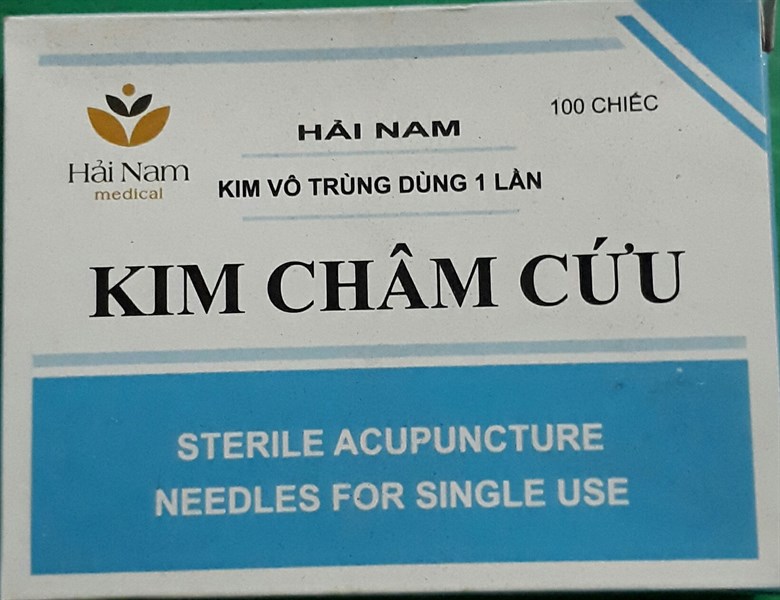 Hải Nam
medical
HẢI NAM
100 CHIẾC
KIM VÔ TRÙNG DÙNG 1 LẦN
KIM CHÂM CỨU
STERILE ACUPUNCTURE
NEEDLES FOR SINGLE USE